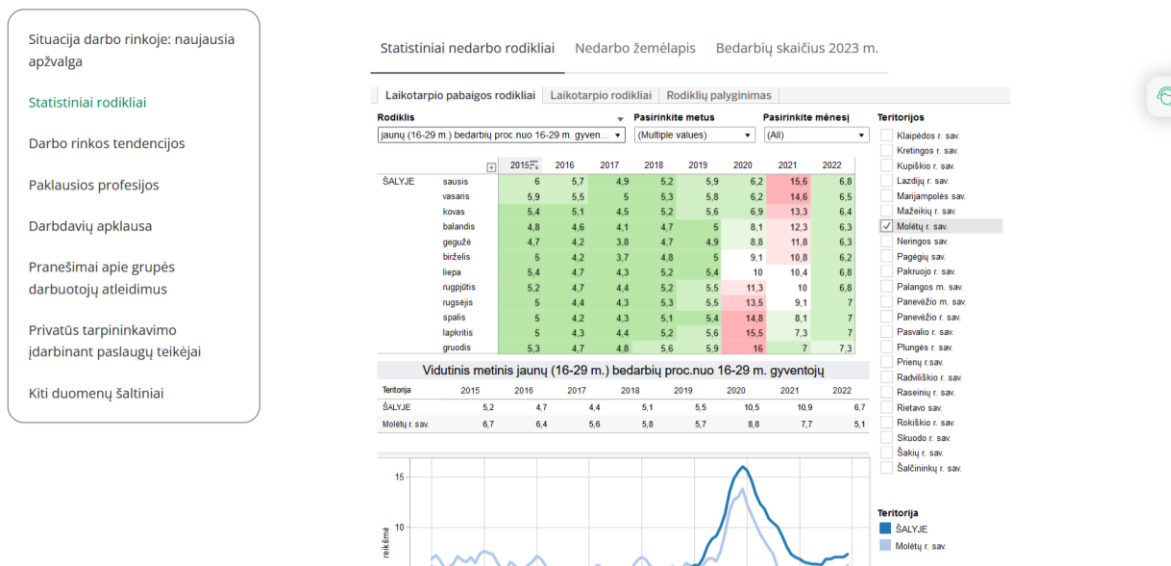 Situacija darbo rinkoje: naujausia
apžvalga
Statistiniai rodikliai
Darbo rinkos tendencijos
Paklausios profesijos
Darbdavių apklausa
Pranešimai apie grupės
darbuotojų atleidimus
Privatūs tarpininkavimo
įdarbinant paslaugų teikėjai
Kiti duomenų šaltiniai
Statistiniai nedarbo rodikliai Nedarbo žemėlapis Bedarbių skaičius 2023 m.
Laikotarpio pabaigos rodikliai Laikotarpio rodikliai Rodiklių palyginimas
Rodiklis Pasirinkite metus Pasirinkite mėnesį
jaunų (16-29 m.) bedarbių proc.nuo 16-29 m. gyven... (Multiple values) (All)
2015 2016 2017 2018 2019 2020 2021 2022
ŠALYJE sausis 6 5,7 4,9 5,2 5,9 6,2 15,6 6,8
vasaris 5,9 5,5 5 5,3 5,8 6,2 14,6 6,5
kovas 5,4 5,1 4,5 5,2 5,6 6,9 13,3 6,4
balandis 4,8 4,6 4,1 4,7 5 8,1 12,3 6,3
gegužė 4,7 4,2 3,8 4,7 4,9 8,8 11,8 6,3
birželis 5 4,2 3,7 4,8 5 9,1 10,8 6,2
liepa 5,4 4,7 4,3 5,2 5,4 10 10,4 6,8
rugpjūtis 5,2 4,7 4,4 5,2 5,5 11,3 10 6,8
rugsėjis 5 4,4 4,3 5,3 5,5 13,5 9,1 7
spalis 5 4,2 4,3 5,1 5,4 14,8 8,1 7
lapkritis 5 4,3 4,4 5,2 5,6 15,5 7,3 7
gruodis 5,3 4,7 4,8 5,6 5,9 16 7 7,3
Vidutinis metinis jaunų (16-29 m.) bedarbių proc.nuo 16-29 m. gyventojų
Teritorija 2015 2016 2017 2018 2019 2020 2021 2022
ŠALYJE 5,2 4,7 4,4 5,1 5,5 10,5 10,9 6,7
Molėtų r. sav. 6,7 6,4 5,6 5,8 5,7 8,8 7,7 5,1
15
10
reikšmė
Teritorijos
Klaipėdos r. sav.
Kretingos r. sav.
Kupiškio r. sav.
Lazdijų r. sav.
Marijampolės sav.
Mažeikių r. sav.
Molėtų r. sav.
Neringos sav.
Pagėgių sav.
Pakruojo r. sav.
Palangos m. sav.
Panevėžio m. sav.
Panevėžio r. sav.
Pasvalio r. sav.
Plungės r. sav.
Prienų r.sav.
Radviliškio r. sav.
Raseinių r. sav.
Rietavo sav.
Rokiškio r. sav.
Skuodo r. sav.
Šakių r. sav.
Šalčininkų r. sav.
Teritorija
ŠALYJE
Molėtų r. sav.